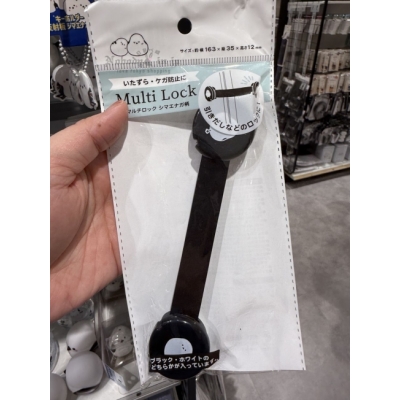 サイズ：約 横163×奥35×高さ12mm
いたずら・ケガ防止に
Multi Lock
マルチロック シマエナガ柄
引きだしなどのロックに！
ブラック・ホワイトの
どちらかが入っています